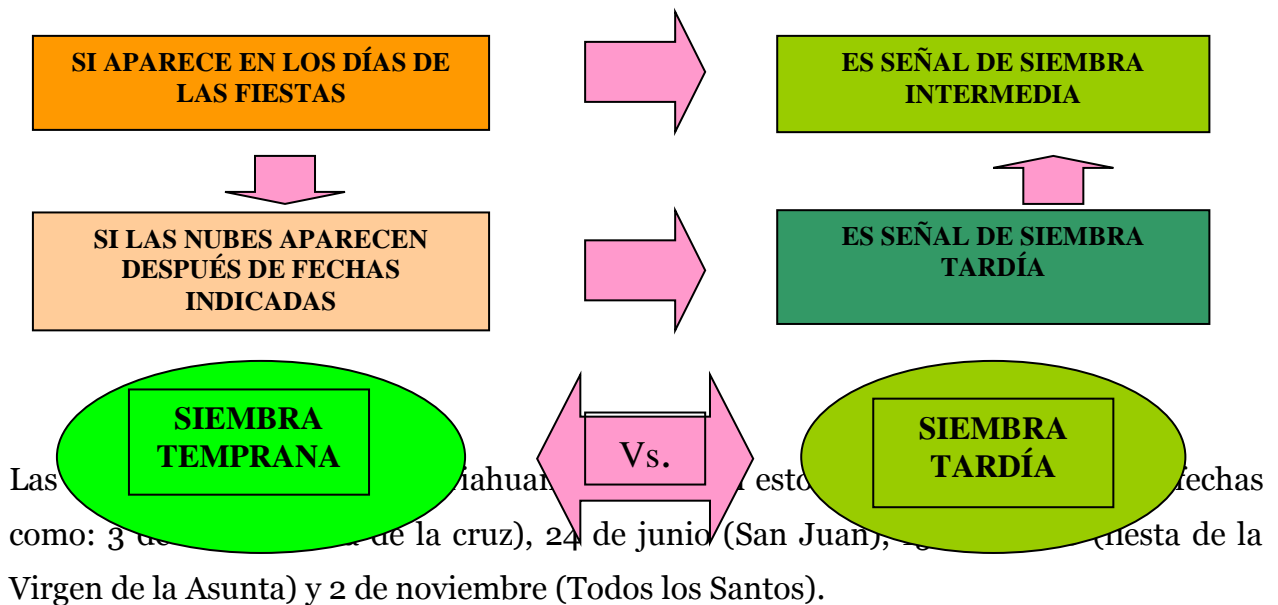 SI APARECE EN LOS DÍAS DE
LAS FIESTAS
ES SEÑAL DE SIEMBRA
INTERMEDIA
SI LAS NUBES APARECEN
DESPUÉS DE FECHAS
INDICADAS
ES SEÑAL DE SIEMBRA
TARDÍA
SIEMBRA
TEMPRANA
Vs.
SIEMBRA
TARDÍA
Las esto fechas
como: 3 de la cruz), 24 de junio (San Juan), (fiesta de la
Virgen de la Asunta) y 2 de noviembre (Todos los Santos).